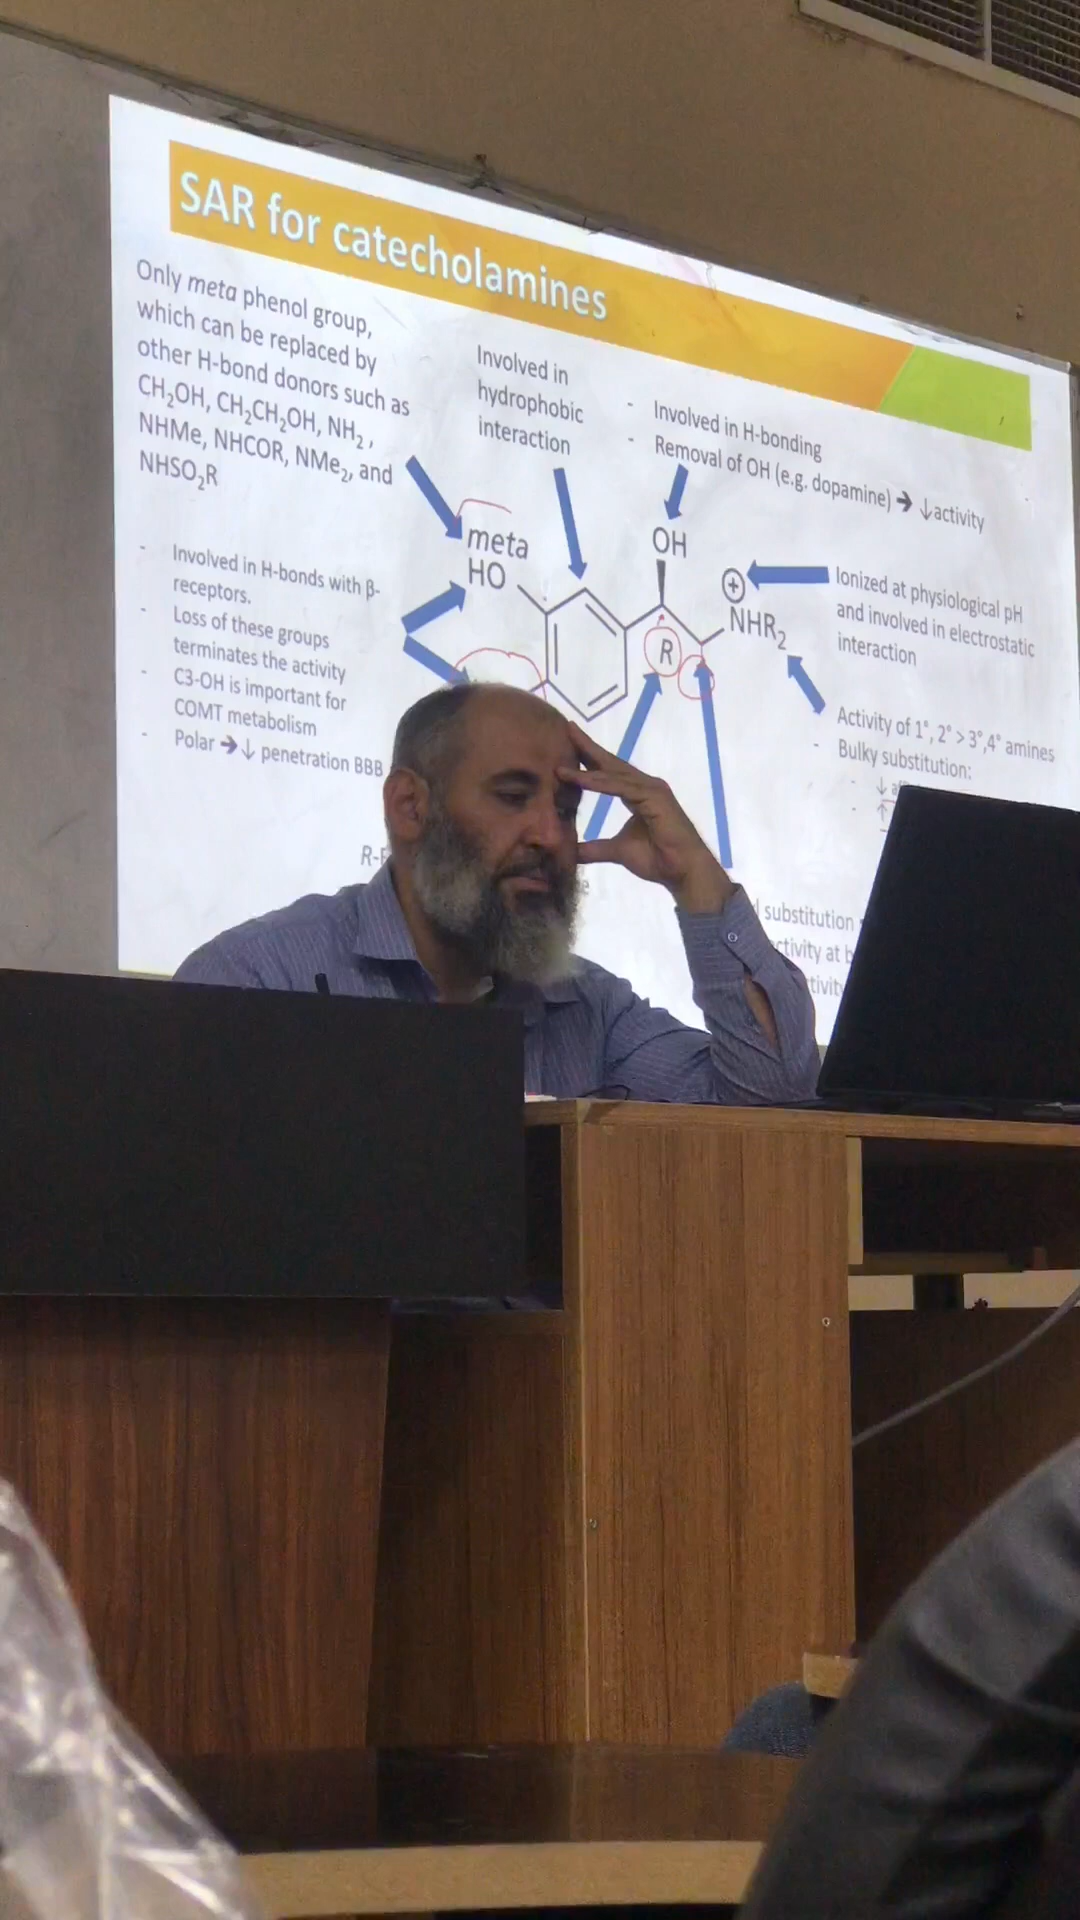 SAR for catecholamines
Only meta phenol group,
which can be replaced by
other H-bond donors such as
CH₂OH, CH₂CH₂OH, NH₂ ,
NHMe, NHCOR, NMe₂, and
NHSO₂R
Involved in
hydrophobic
interaction
- Involved in H-bonding
- Removal of OH (e.g. dopamine) ➔ ↓activity
meta
HO
OH
+
NHR₂
R
- Involved in H-bonds with β-
receptors.
- Loss of these groups
terminates the activity
- C3-OH is important for
COMT metabolism
- Polar ➔↓ penetration BBB
Ionized at physiological pH
and involved in electrostatic
interaction
Activity of 1°, 2° > 3°,4° amines
- Bulky substitution:
- ↓
- ↑
R-
substitution
at